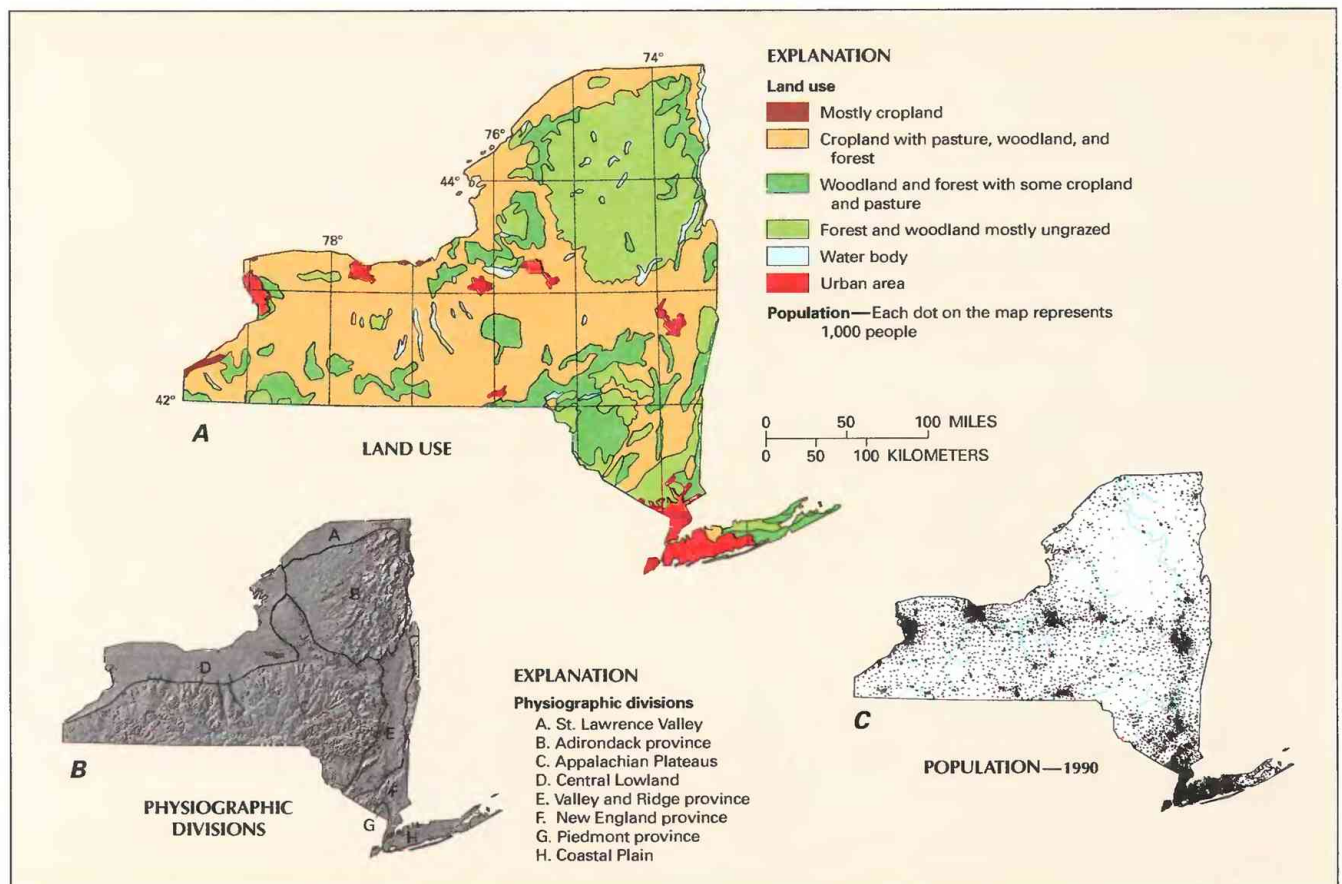 74°
76°
44°
78°
42°
A
LAND USE
EXPLANATION
Land use
Mostly cropland
Cropland with pasture, woodland, and
forest
Woodland and forest with some cropland
and pasture
Forest and woodland mostly ungrazed
Water body
Urban area
Population—Each dot on the map represents
1,000 people
0 50 100 MILES
0 50 100 KILOMETERS
A
B
D
E
F
G
H
B
PHYSIOGRAPHIC
DIVISIONS
EXPLANATION
Physiographic divisions
A. St. Lawrence Valley
B. Adirondack province
C. Appalachian Plateaus
D. Central Lowland
E. Valley and Ridge province
F. New England province
G. Piedmont province
H. Coastal Plain
C
POPULATION—1990